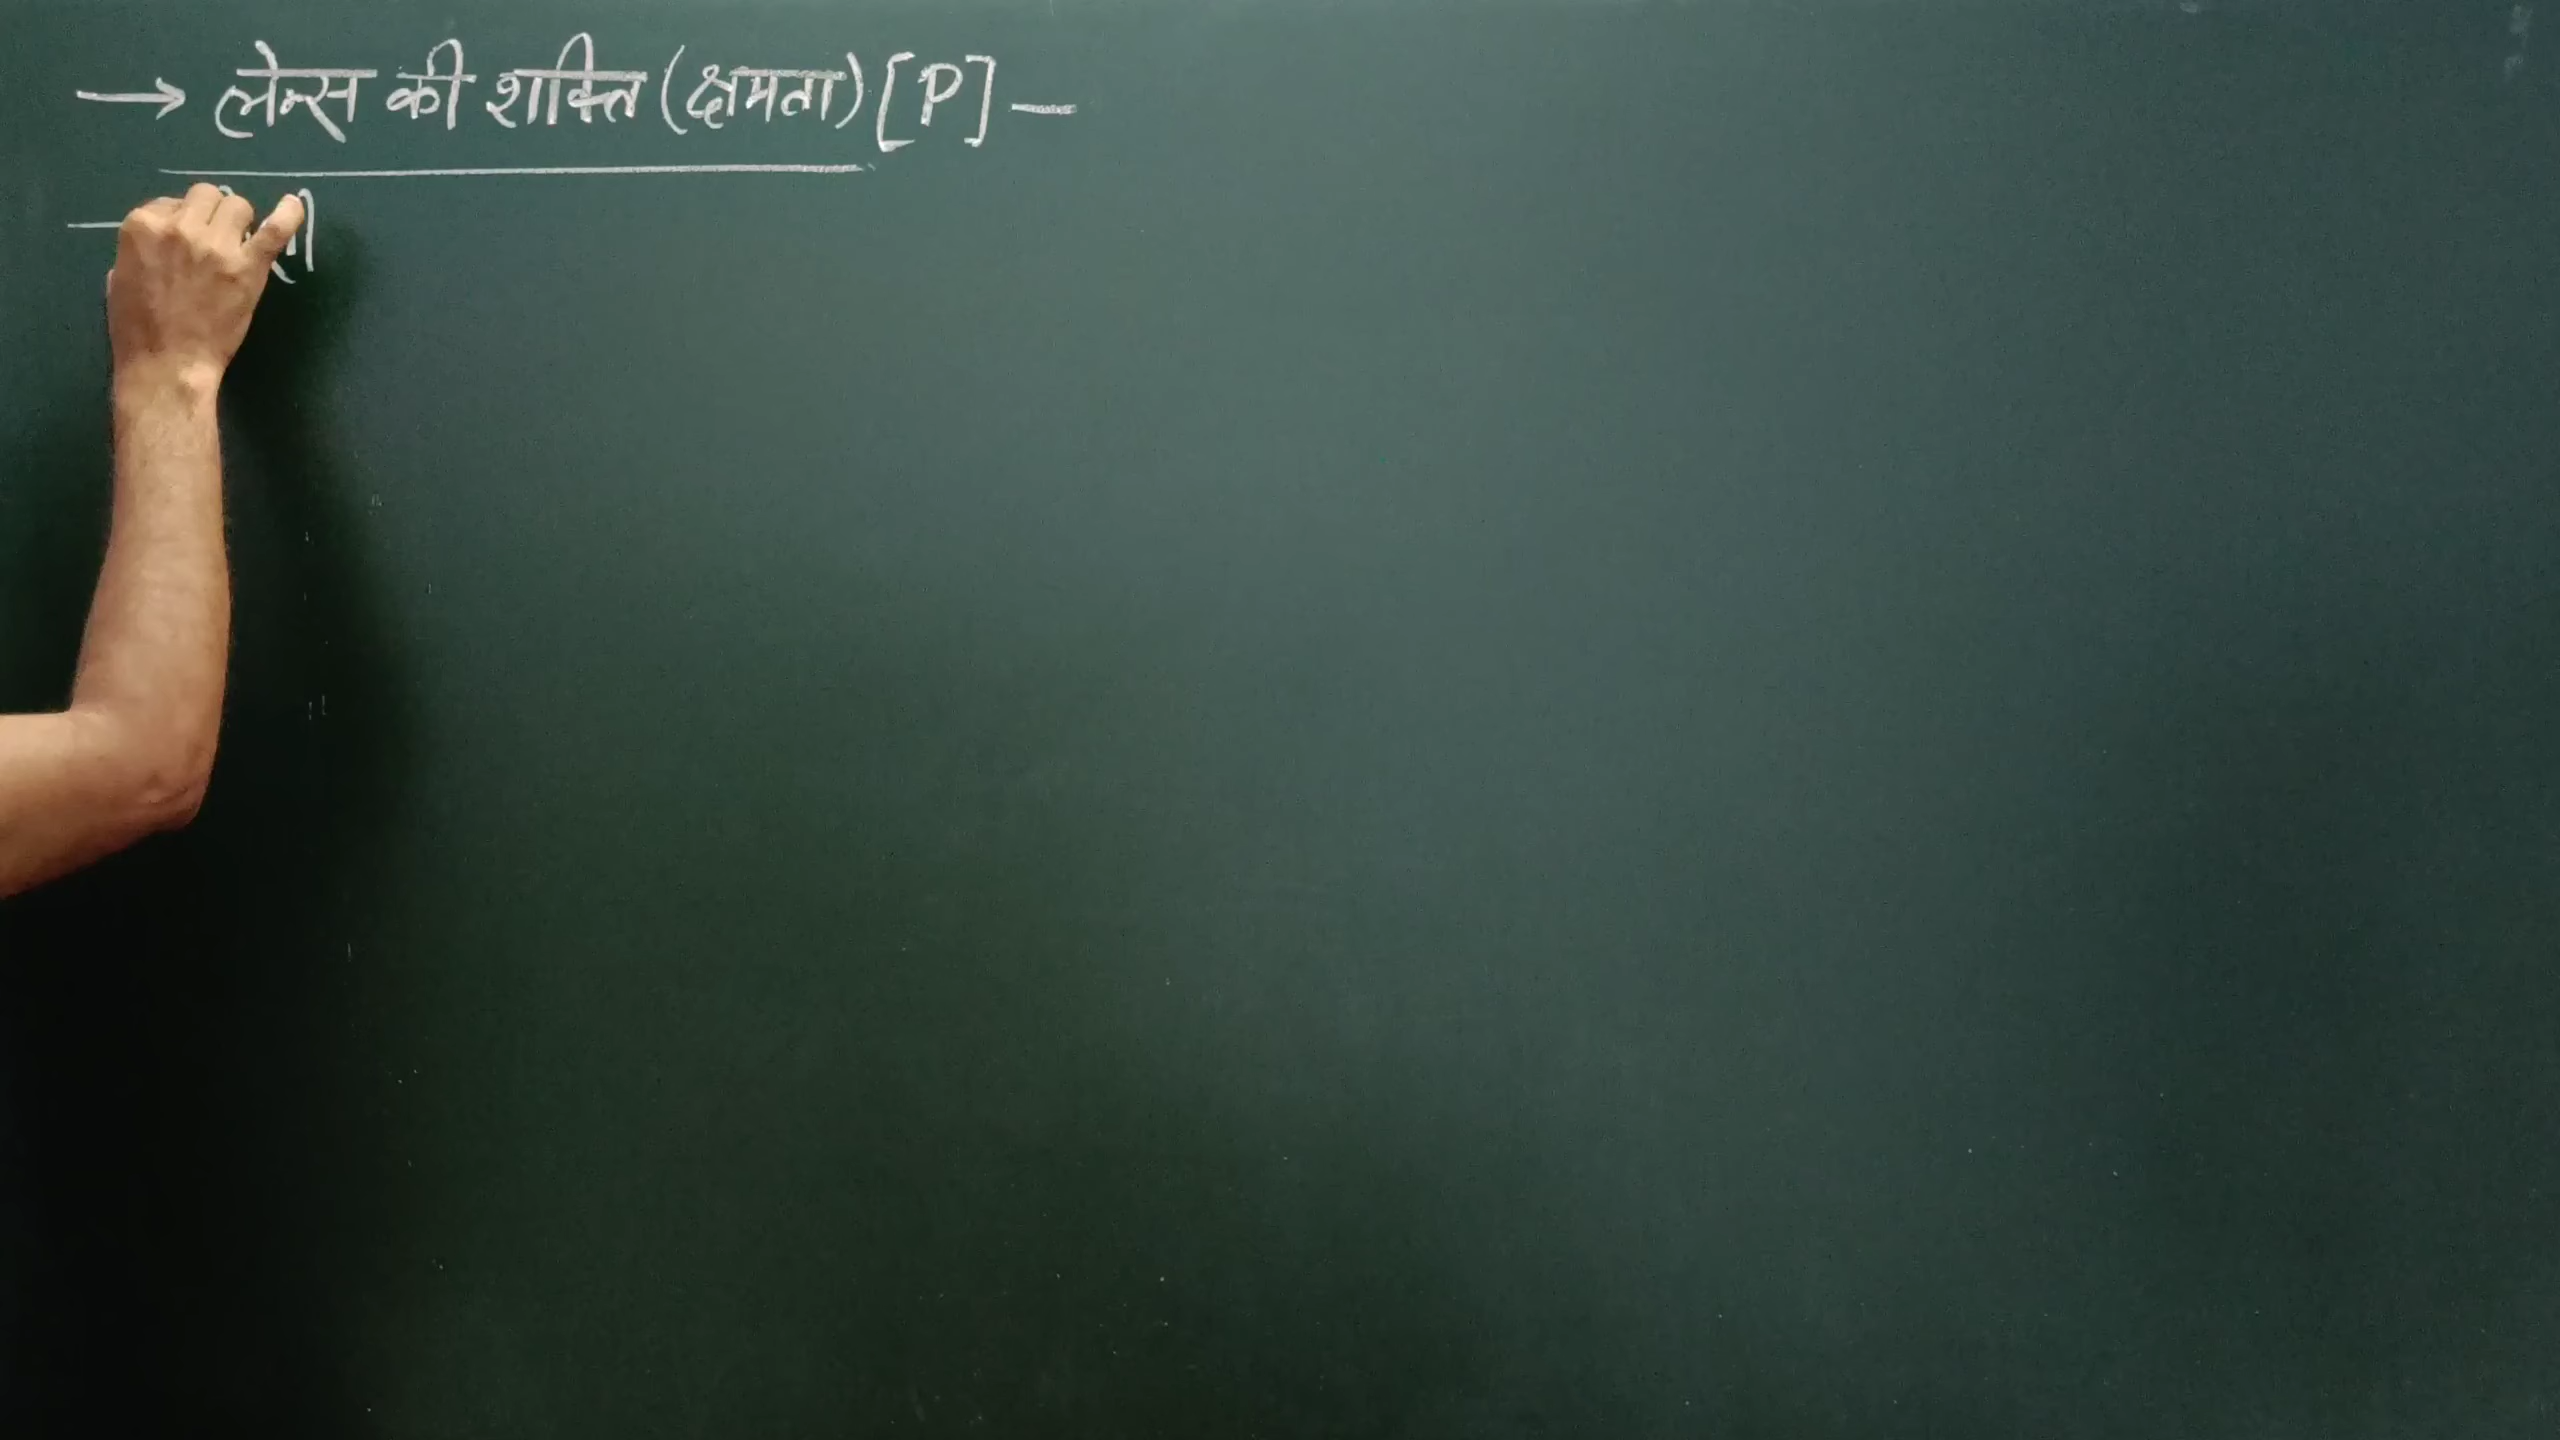 → लेन्स की शक्ति (क्षमता) [P] —